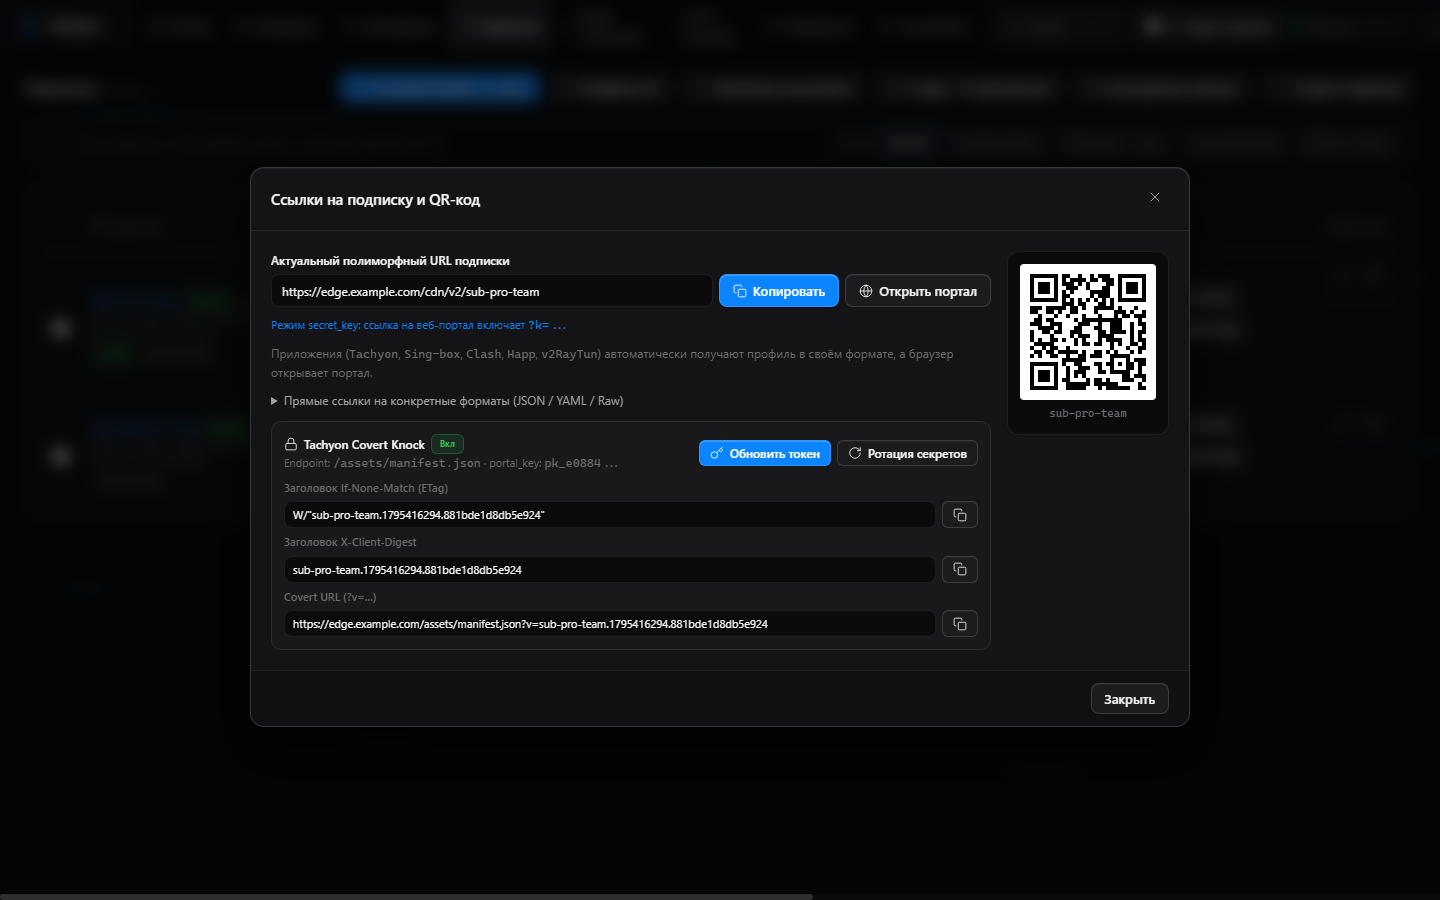 Ссылки на подписку и QR-код
Актуальный полиморфный URL подписки
https://edge.example.com/cdn/v2/sub-pro-team
Копировать
Открыть портал
Режим secret_key: ссылка на веб-портал включает ?k= ...
Приложения (Tachyon, Sing-box, Clash, Happ, v2RayTun) автоматически получают профиль в своём формате, а браузер
открывает портал.
Прямые ссылки на конкретные форматы (JSON / YAML / Raw)
sub-pro-team
Tachyon Covert Knock
Вкл
Endpoint: /assets/manifest.json · portal_key: pk_e0884 ...
Обновить токен
Ротация секретов
Заголовок If-None-Match (ETag)
W/"sub-pro-team.1795416294.881bde1d8db5e924"
Заголовок X-Client-Digest
sub-pro-team.1795416294.881bde1d8db5e924
Covert URL (?v=...)
https://edge.example.com/assets/manifest.json?v=sub-pro-team.1795416294.881bde1d8db5e924
Закрыть